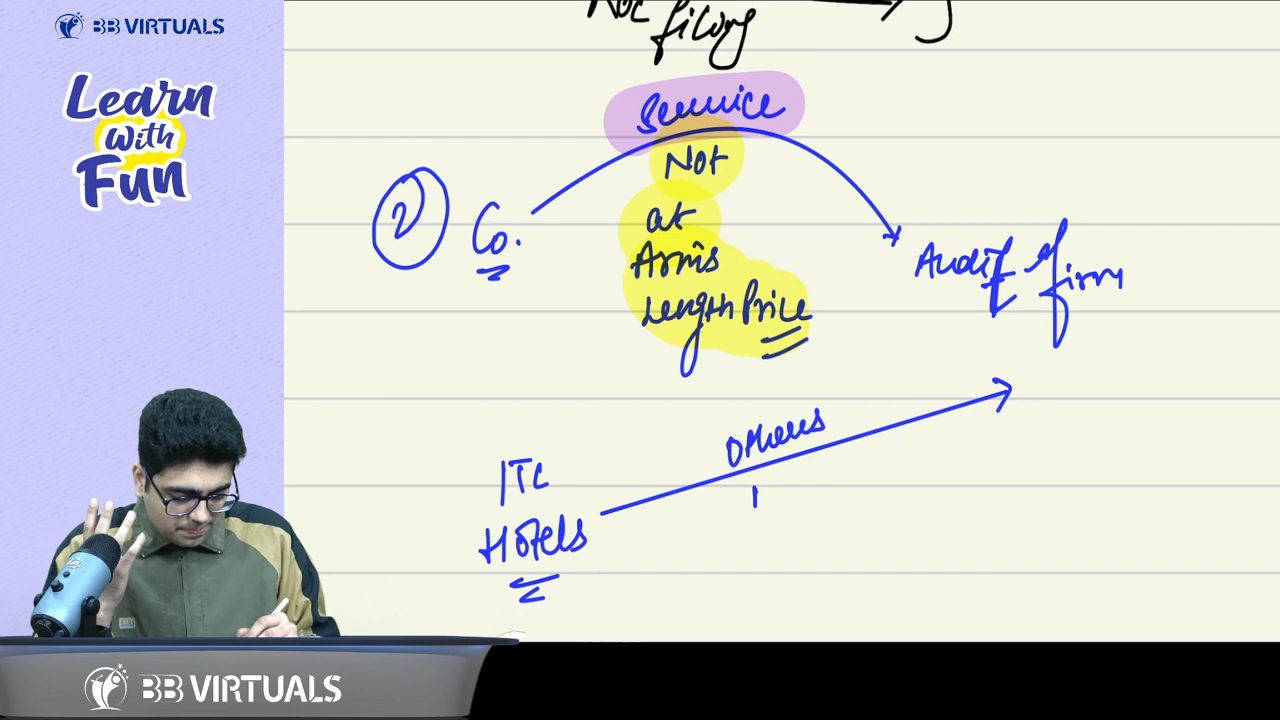 BB VIRTUALS
Learn
with
Fun
filing
Service
Not
at
Arm's
Length Price
2
Co.
Audit firm
Others
ITC
Hotels
BB VIRTUALS